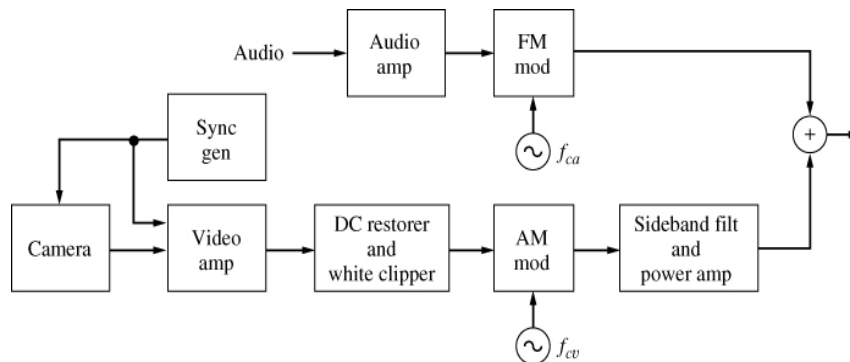 Audio
Audio
amp
FM
mod
Sync
gen
f_ca
+
Camera
Video
amp
DC restorer
and
white clipper
AM
mod
Sideband filt
and
power amp
f_cv